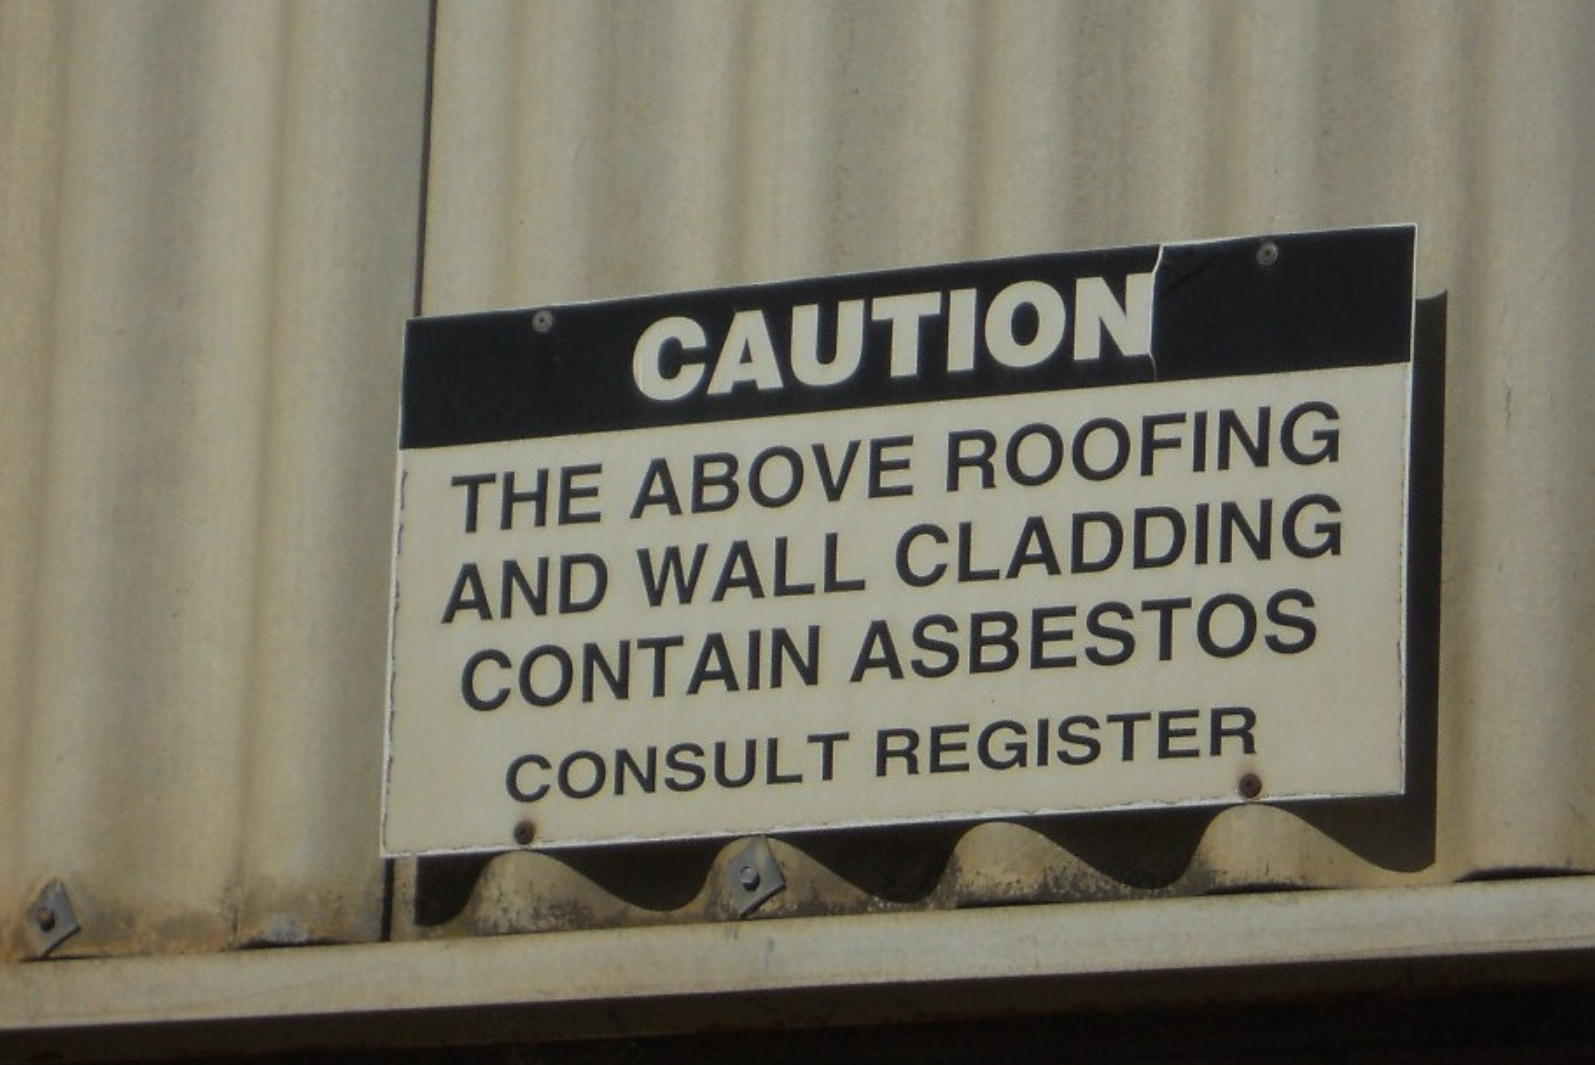 CAUTION
THE ABOVE ROOFING
AND WALL CLADDING
CONTAIN ASBESTOS
CONSULT REGISTER